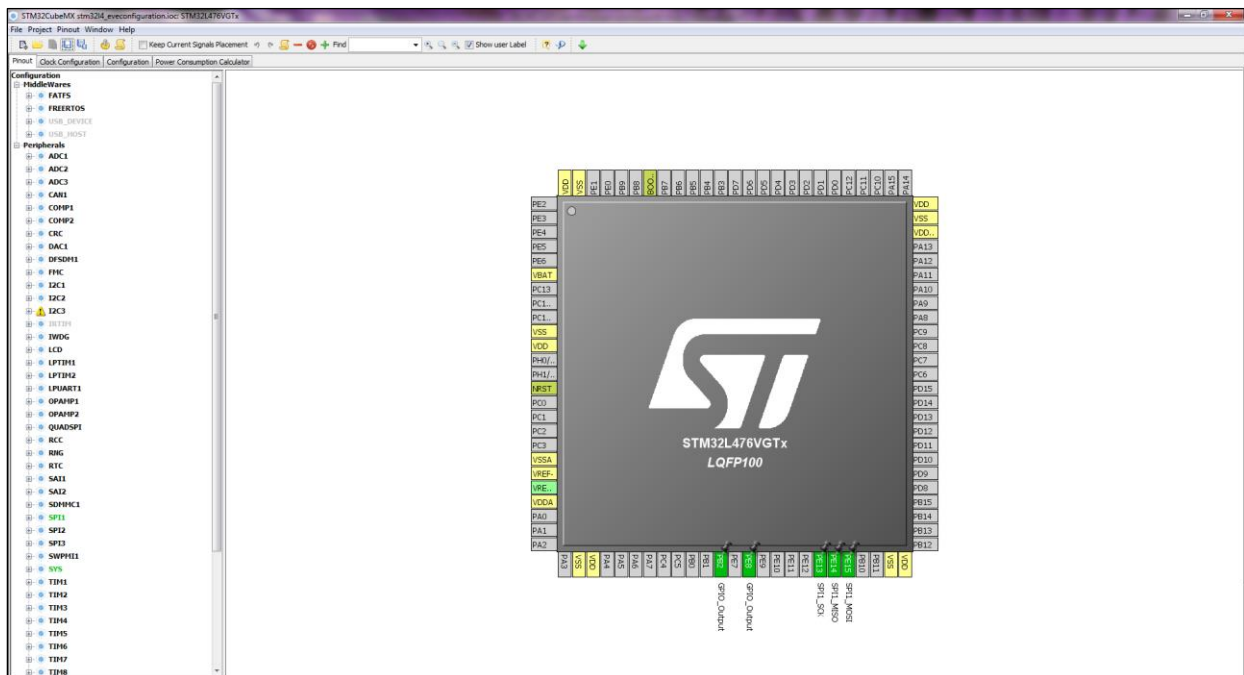 STM32CubeMX stm32l4_eveconfiguration.ioc: STM32L476VGTx
File Project Pinout Window Help
Keep Current Signals Placement Find Show user Label
Pinout Clock Configuration Configuration Power Consumption Calculator
Configuration
MiddleWares
FATFS
FREERTOS
USB_DEVICE
USB_HOST
Peripherals
ADC1
ADC2
ADC3
CAN1
COMP1
COMP2
CRC
DAC1
DFSDM1
FMC
I2C1
I2C2
I2C3
IRTIM
IWDG
LCD
LPTIM1
LPTIM2
LPUART1
OPAMP1
OPAMP2
QUADSPI
RCC
RNG
RTC
SAI1
SAI2
SDMMC1
SPI1
SPI2
SPI3
SWPMI1
SYS
TIM1
TIM2
TIM3
TIM4
TIM5
TIM6
TIM7
TIM8
VDD
VSS
PE1
PE0
PB9
PB8
BOO..
PB7
PB6
PB5
PB4
PB3
PD7
PD6
PD5
PD4
PD3
PD2
PD1
PD0
PC12
PC11
PC10
PA15
PA14
PE2
PE3
PE4
PE5
PE6
VBAT
PC13
PC1..
PC1..
VSS
VDD
PH0/..
PH1/..
NRST
PC0
PC1
PC2
PC3
VSSA
VREF-
VRE..
VDDA
PA0
PA1
PA2
ST
STM32L476VGTx
LQFP100
VDD
VSS
VDD..
PA13
PA12
PA11
PA10
PA9
PA8
PC9
PC8
PC7
PC6
PD15
PD14
PD13
PD12
PD11
PD10
PD9
PD8
PB15
PB14
PB13
PB12
PA3
VSS
VDD
PA4
PA5
PA6
PA7
PC4
PC5
PB0
PB1
PB2
PE7
PE8
PE9
PE10
PE11
PE12
PE13
PE14
PE15
PB10
PB11
VSS
VDD
GPIO_Output
GPIO_Output
SPI1_SCK
SPI1_MISO
SPI1_MOSI